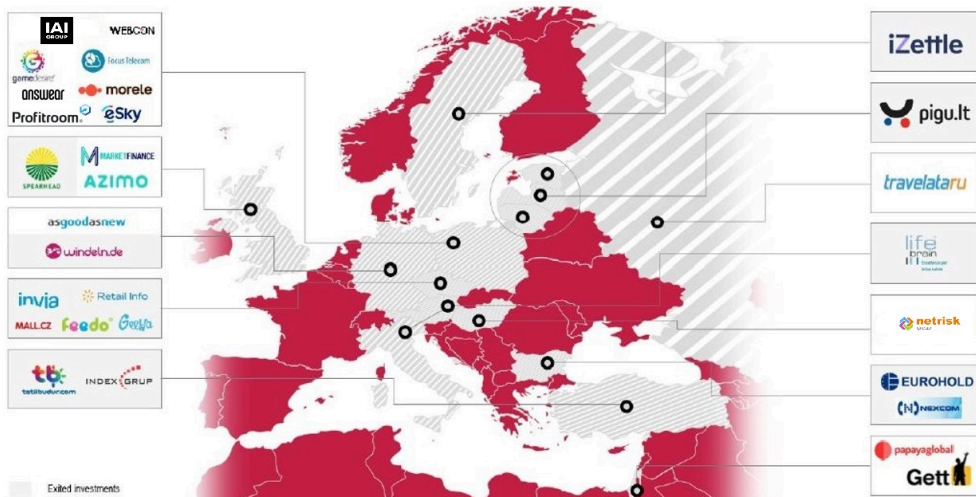 IAI
GROUP
WEBCON
gamedesire
Focus Telecom
answear
morele
Profitroom
eSky
SPEARHEAD
MARKETFINANCE
AZIMO
asgoodasnew
windeln.de
invia
Retail Info
MALL.CZ
feedo
Geewa
tatilbudur.com
INDEX GRUP
iZettle
pigu.lt
travelataru
life
brain
netrisk
EUROHOLD
(N) NEXCOM
papayaglobal
Gett
Exited investments